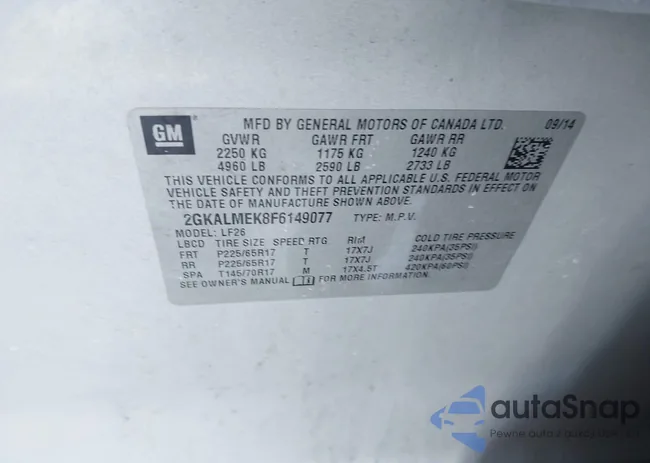 GM
MFD BY GENERAL MOTORS OF CANADA LTD. 09/14
GVWR GAWR FRT GAWR RR
2250 KG 1175 KG 1240 KG
4960 LB 2590 LB 2733 LB
THIS VEHICLE CONFORMS TO ALL APPLICABLE U.S. FEDERAL MOTOR
VEHICLE SAFETY AND THEFT PREVENTION STANDARDS IN EFFECT ON
THE DATE OF MANUFACTURE SHOWN ABOVE.
2GKALMEK8F6149077 TYPE: M.P.V.
MODEL: LF26
LBCD TIRE SIZE SPEED RTG RIM COLD TIRE PRESSURE
FRT P225/65R17 T 17X7J 240KPA(35PSI)
RR P225/65R17 T 17X7J 240KPA(35PSI)
SPA T145/70R17 M 17X4.5T 420KPA(60PSI)
SEE OWNER'S MANUAL FOR MORE INFORMATION.
autaSnap
Pewne auto z aukcji